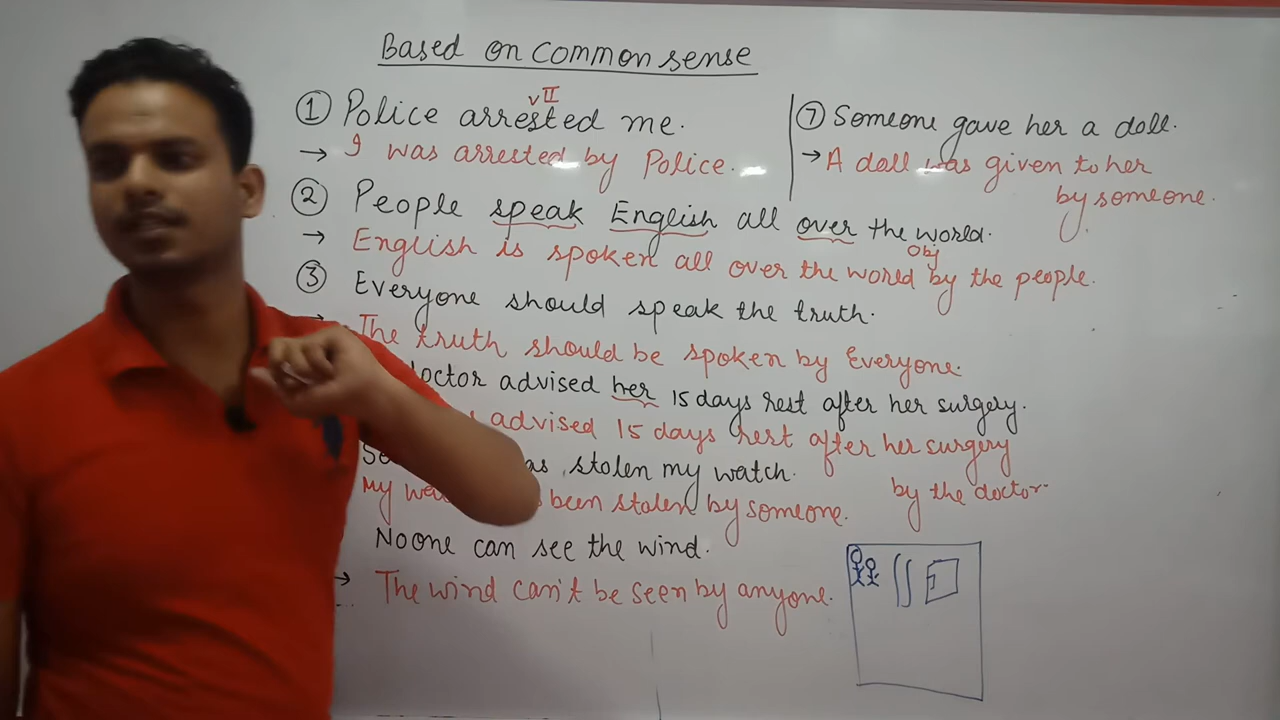 Based on Common sense
v II
① Police arrested me.
→ I was arrested by Police.
② People speak English all over the world.
Obj
→ English is spoken all over the world by the people.
③ Everyone should speak the truth.
The truth should be spoken by Everyone.
doctor advised her 15 days rest after her surgery.
advised 15 days rest after her surgery
by the doctor.
stolen my watch.
My been stolen by someone.
Noone can see the wind.
→ The wind can't be seen by anyone.
⑦ Someone gave her a doll.
→ A doll was given to her
by someone.